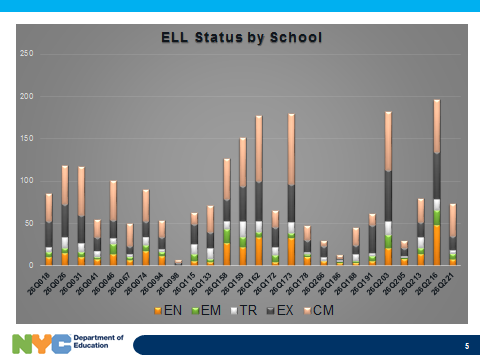 ELL Status by School
250
200
150
100
50
0
26Q018 26Q026 26Q031 26Q041 26Q046 26Q067 26Q074 26Q094 26Q098 26Q115 26Q133 26Q158 26Q159 26Q162 26Q172 26Q173 26Q178 26Q266 26Q188 26Q191 26Q203 26Q205 26Q213 26Q221
EN EM TR EX CM
NYC Department of
Education
5